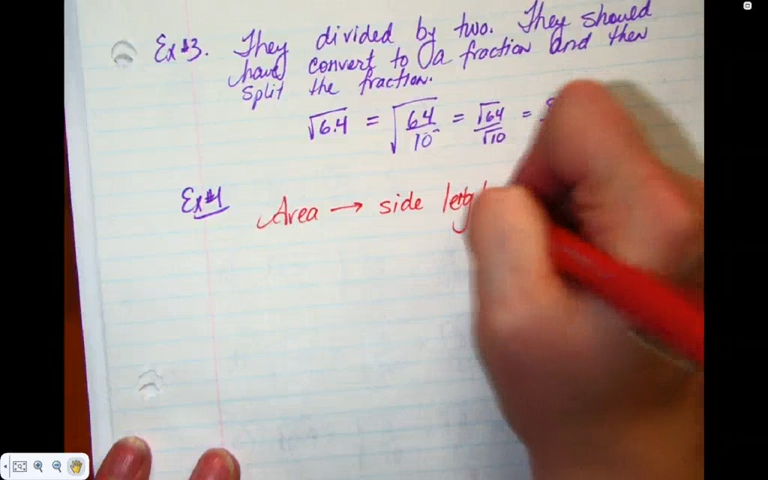 Ex #3. They divided by two. They should
have convert to a fraction and then
split the fraction.
√6.4 = √64/10 = √64/√10 =
Ex #1 Area → side